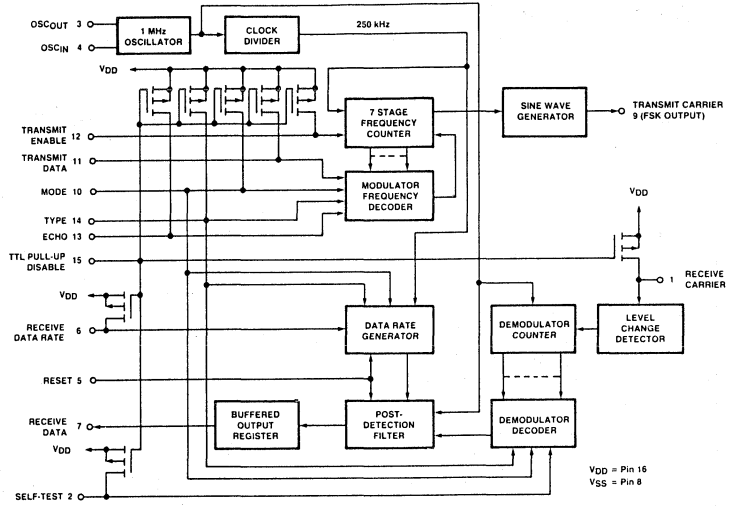 OSCOUT 3
OSCIN 4
1 MHz
OSCILLATOR
CLOCK
DIVIDER
250 kHz
VDD
TRANSMIT
ENABLE 12
TRANSMIT
DATA 11
MODE 10
TYPE 14
ECHO 13
TTL PULL-UP
DISABLE 15
7 STAGE
FREQUENCY
COUNTER
MODULATOR
FREQUENCY
DECODER
SINE WAVE
GENERATOR
TRANSMIT CARRIER
9 (FSK OUTPUT)
VDD
1 RECEIVE
CARRIER
VDD
RECEIVE
DATA RATE 6
DATA RATE
GENERATOR
DEMODULATOR
COUNTER
LEVEL
CHANGE
DETECTOR
RESET 5
RECEIVE
DATA 7
BUFFERED
OUTPUT
REGISTER
POST-
DETECTION
FILTER
DEMODULATOR
DECODER
VDD
SELF-TEST 2
VDD = Pin 16
VSS = Pin 8